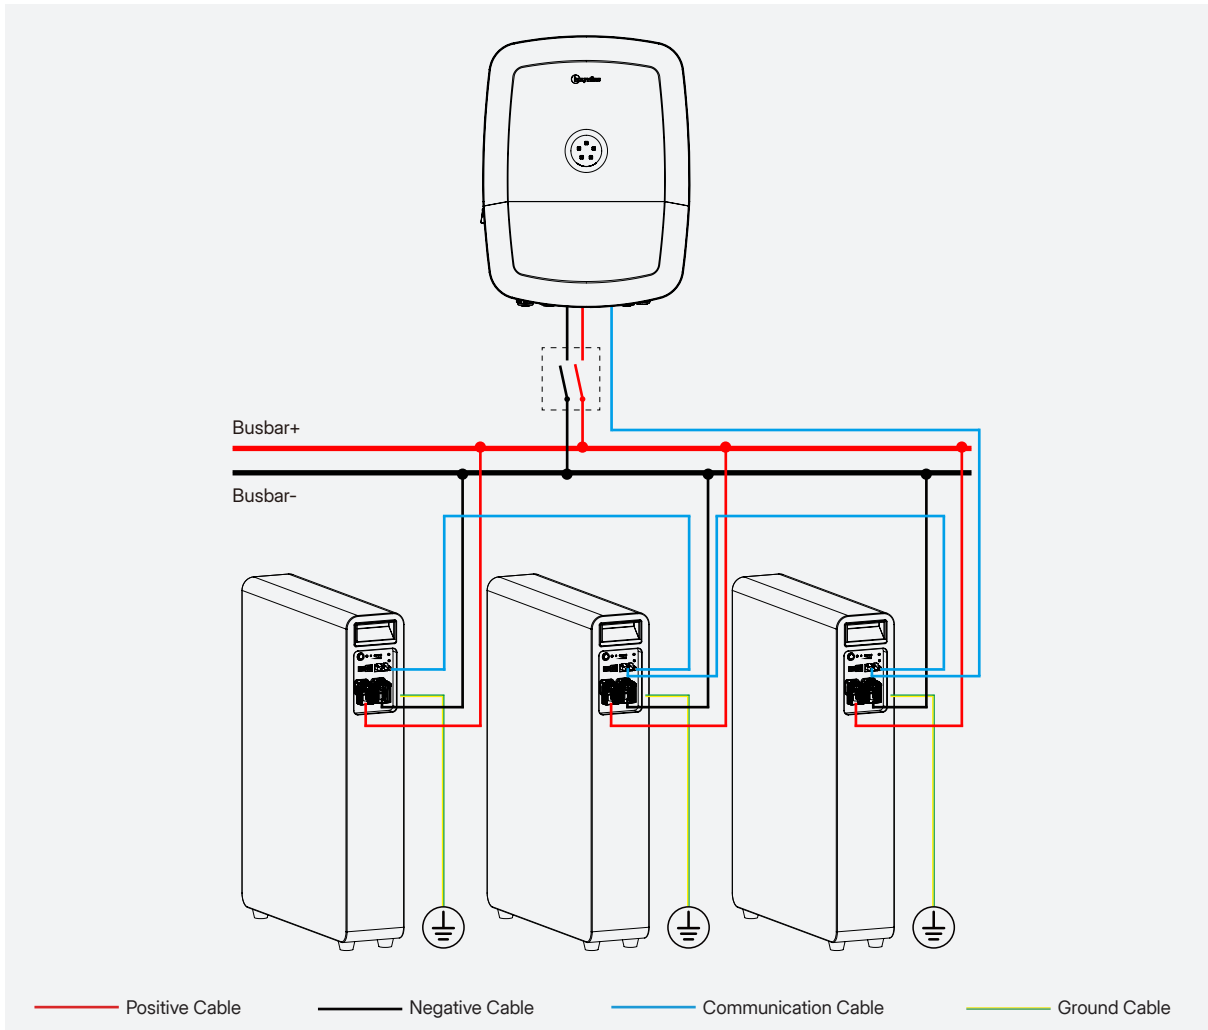 Busbar+
Busbar-
Positive Cable
Negative Cable
Communication Cable
Ground Cable